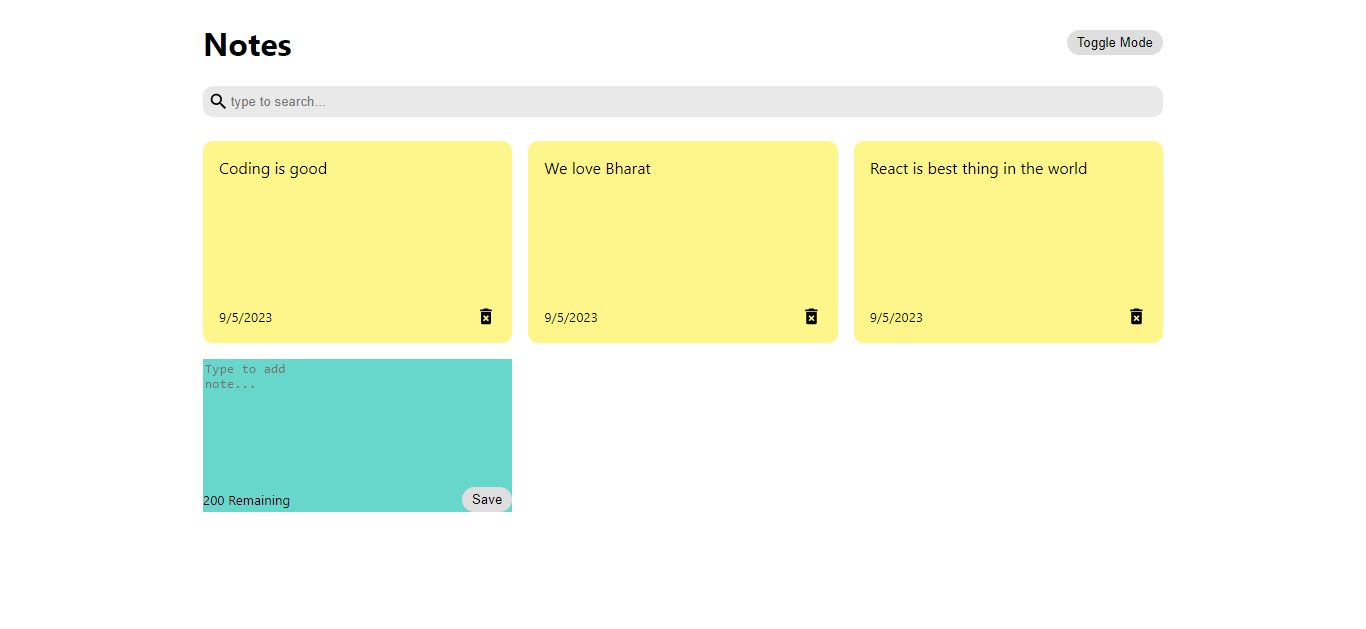 Notes
Toggle Mode
type to search...
Coding is good
We love Bharat
React is best thing in the world
9/5/2023
9/5/2023
9/5/2023
Type to add
note...
200 Remaining
Save